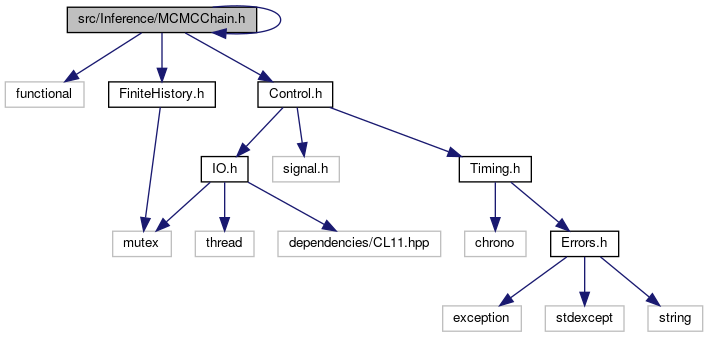 src/Inference/MCMCChain.h
functional
FiniteHistory.h
Control.h
IO.h
signal.h
Timing.h
mutex
thread
dependencies/CL11.hpp
chrono
Errors.h
exception
stdexcept
string